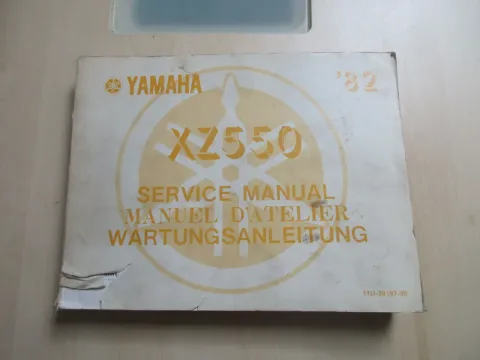 YAMAHA '82
XZ550
SERVICE MANUAL
MANUEL D'ATELIER
WARTUNGSANLEITUNG